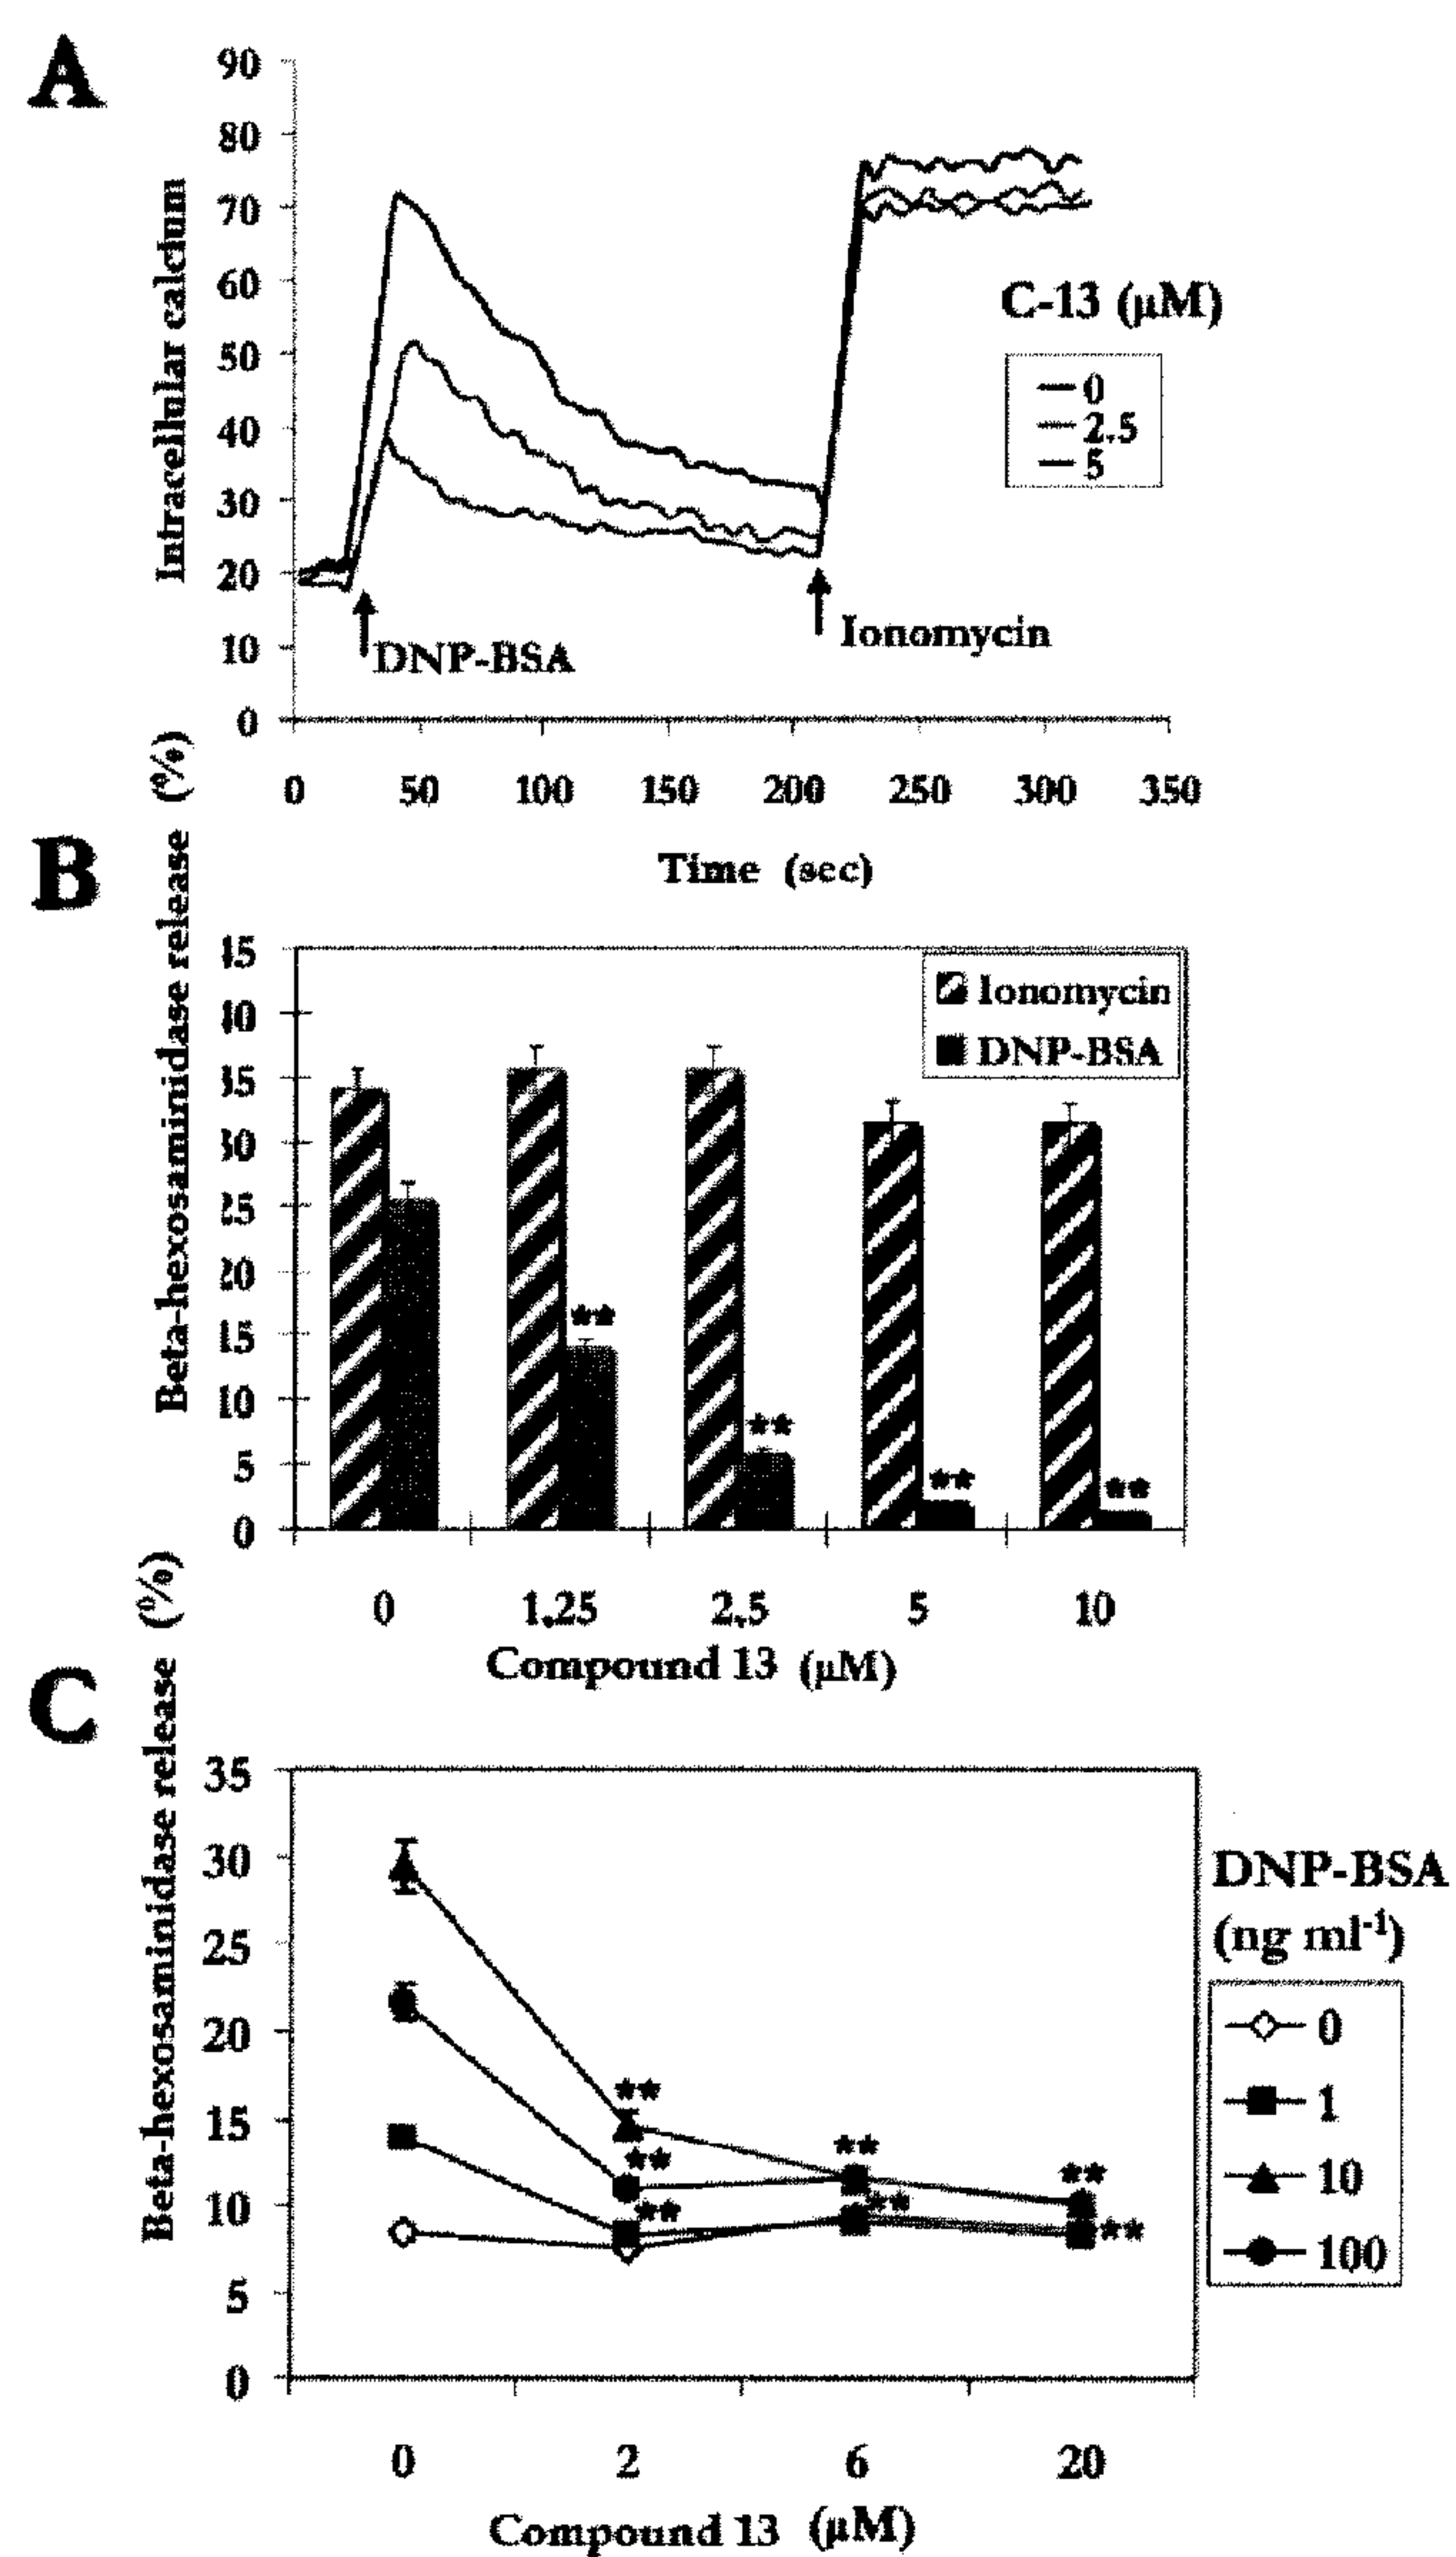 A
Intracellular calcium
90
80
70
60
50
40
30
20
10
0
DNP-BSA
Ionomycin
C-13 (µM)
0
2.5
5
0 50 100 150 200 250 300 350
Time (sec)
B
Beta-hexosaminidase release (%)
45
40
35
30
25
20
15
10
5
0
Ionomycin
DNP-BSA
**
**
**
**
0 1.25 2.5 5 10
Compound 13 (µM)
C
Beta-hexosaminidase release (%)
35
30
25
20
15
10
5
0
**
**
**
**
**
**
**
DNP-BSA
(ng ml-1)
0
1
10
100
0 2 6 20
Compound 13 (µM)